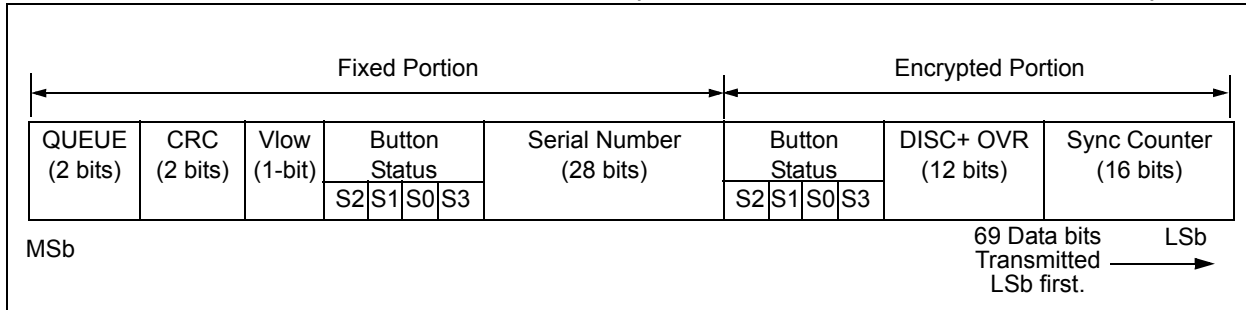 Fixed Portion
Encrypted Portion
QUEUE
(2 bits)
CRC
(2 bits)
Vlow
(1-bit)
Button
Status
S2 S1 S0 S3
Serial Number
(28 bits)
Button
Status
S2 S1 S0 S3
DISC+ OVR
(12 bits)
Sync Counter
(16 bits)
MSb
69 Data bits
Transmitted
LSb first.
LSb